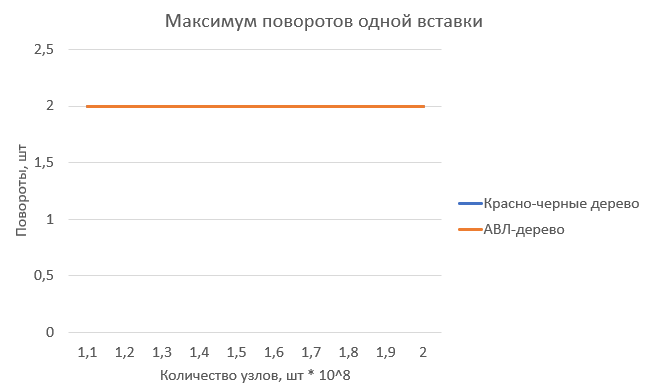 Максимум поворотов одной вставки
2,5
2
1,5
1
0,5
0
Повороты, шт
1,1 1,2 1,3 1,4 1,5 1,6 1,7 1,8 1,9 2
Количество узлов, шт * 10^8
Красно-черные дерево
АВЛ-дерево